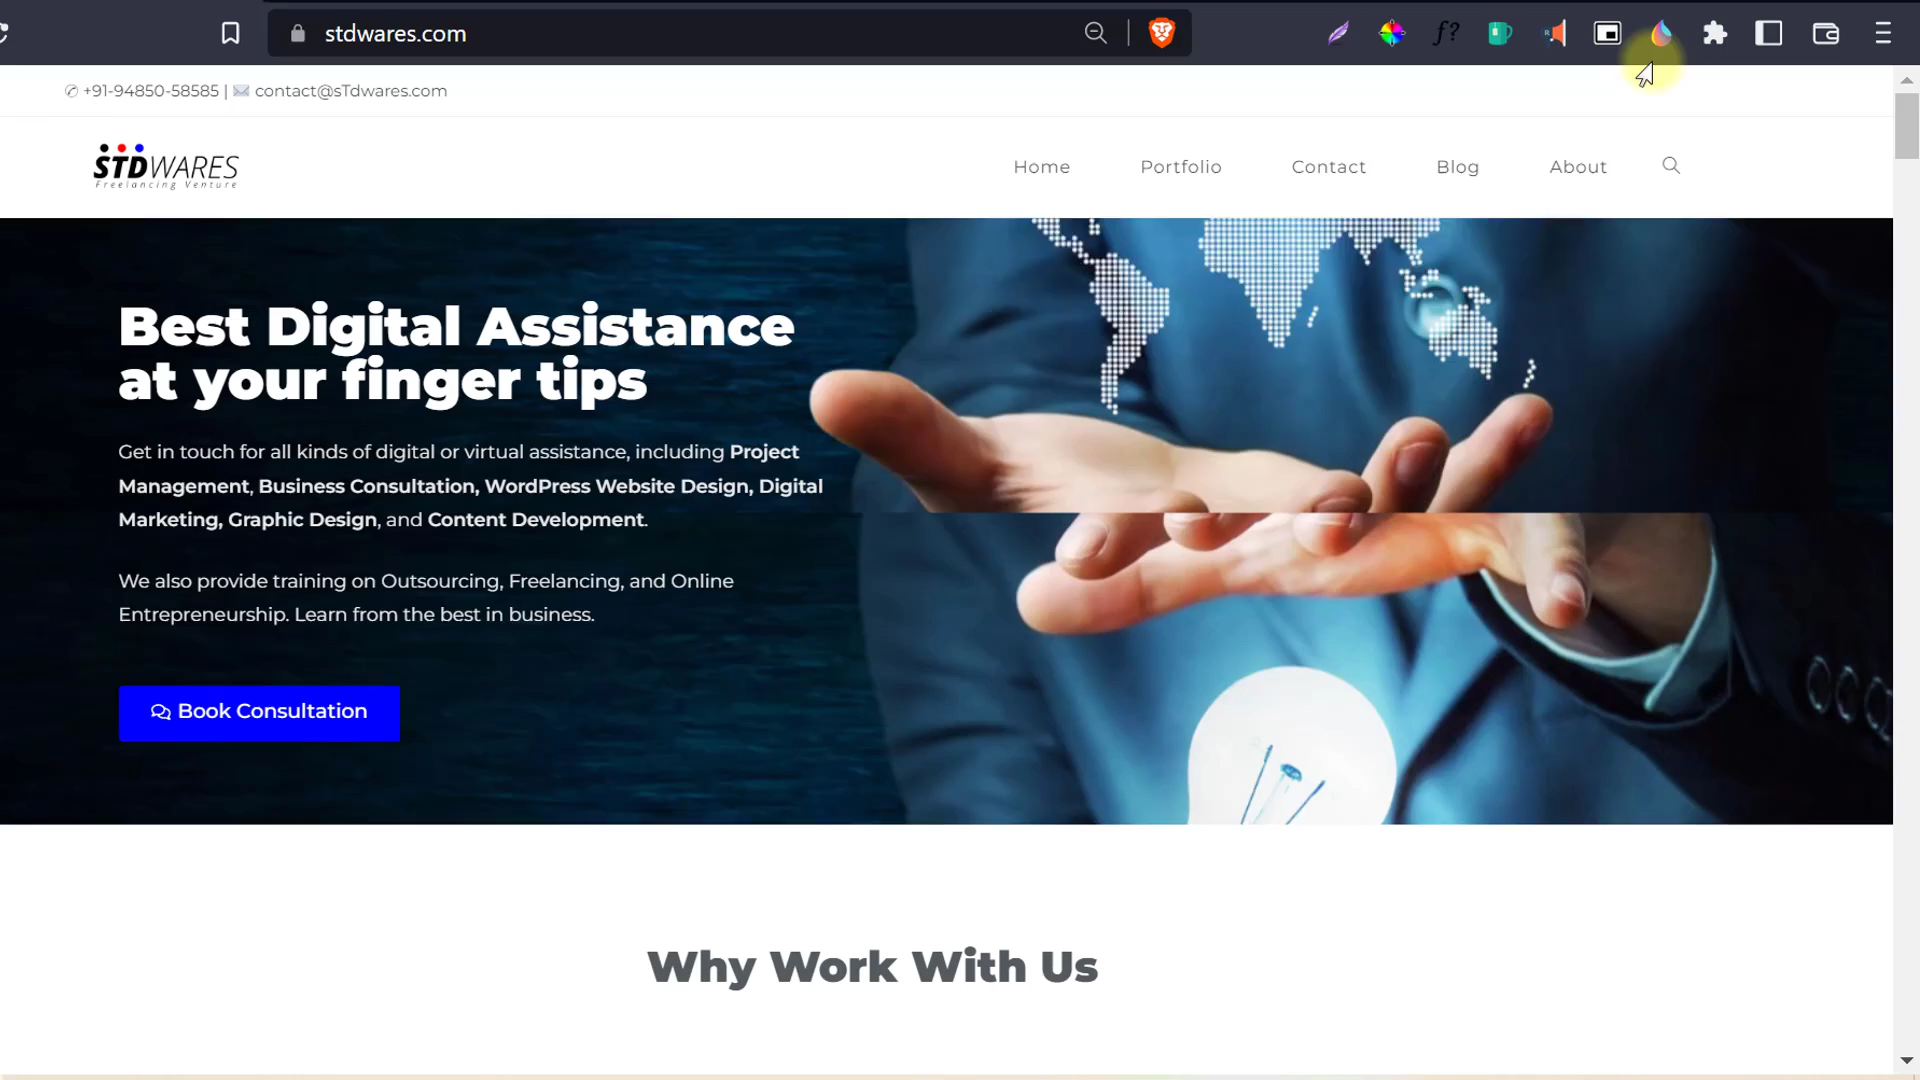 stdwares.com
f?
+91-94850-58585 | contact@sTdwares.com
STDWARES
Freelancing Venture
Home Portfolio Contact Blog About
Best Digital Assistance
at your finger tips
Get in touch for all kinds of digital or virtual assistance, including Project
Management, Business Consultation, WordPress Website Design, Digital
Marketing, Graphic Design, and Content Development.
We also provide training on Outsourcing, Freelancing, and Online
Entrepreneurship. Learn from the best in business.
Book Consultation
Why Work With Us